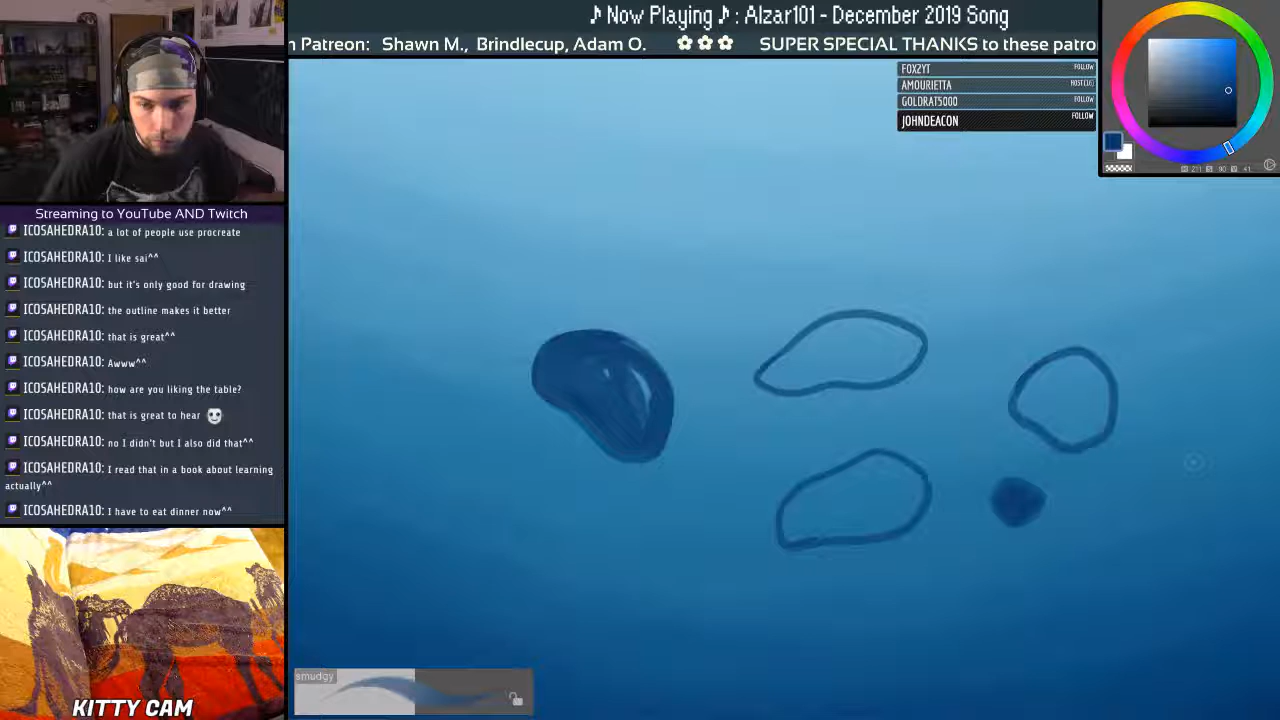 ♪ Now Playing ♪ : Alzar101 - December 2019 Song
n Patreon: Shawn M., Brindlecup, Adam O. ✿ ✿ ✿ SUPER SPECIAL THANKS to these patro
FOX2YT FOLLOW
AMOURIETTA HOST(16)
GOLDRAT5000 FOLLOW
JOHNDEACON FOLLOW
Streaming to YouTube AND Twitch
ICOSAHEDRA10: a lot of people use procreate
ICOSAHEDRA10: I like sai^^
ICOSAHEDRA10: but it's only good for drawing
ICOSAHEDRA10: the outline makes it better
ICOSAHEDRA10: that is great^^
ICOSAHEDRA10: Awww^^
ICOSAHEDRA10: how are you liking the table?
ICOSAHEDRA10: that is great to hear
ICOSAHEDRA10: no I didn't but I also did that^^
ICOSAHEDRA10: I read that in a book about learning
actually^^
ICOSAHEDRA10: I have to eat dinner now^^
smudgy
KITTY CAM